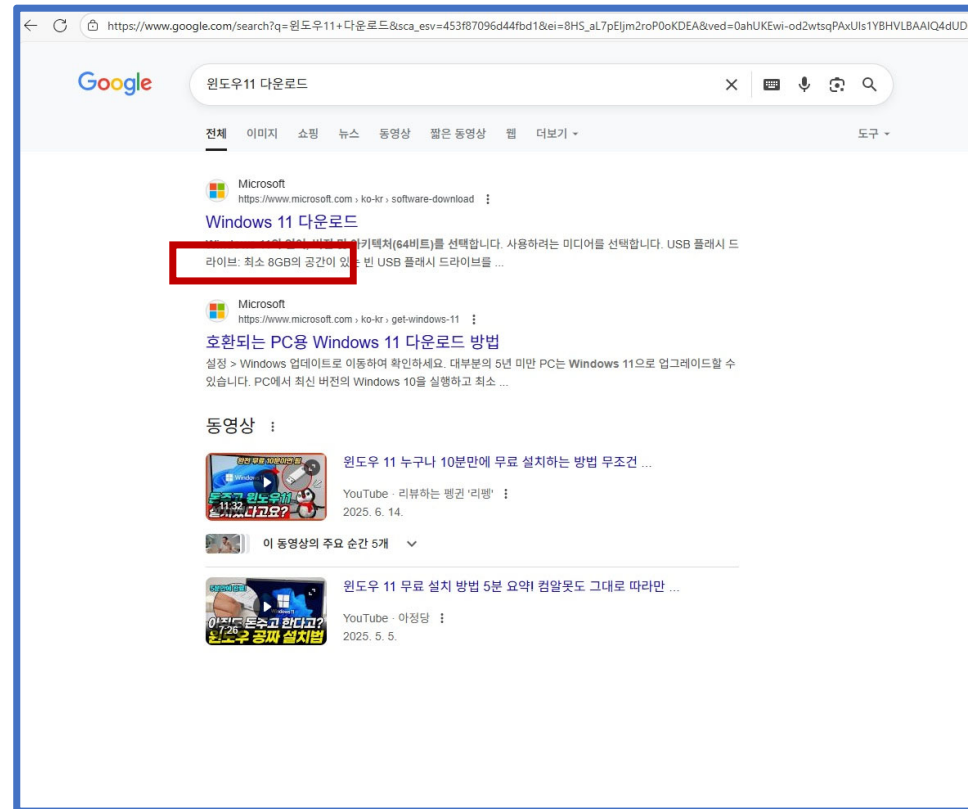 https://www.google.com/search?q=윈도우11+다운로드&sca_esv=453f87096d44fbd1&ei=8HS_aL7pEIjm2roP0oKDEA&ved=0ahUKEwi-od2wtsqPAxUIs1YBHVLBAAIQ4dUD
Google
윈도우11 다운로드
전체 이미지 쇼핑 뉴스 동영상 짧은 동영상 웹 더보기 도구
Microsoft
https://www.microsoft.com › ko-kr › software-download
Windows 11 다운로드
키텍처(64비트)를 선택합니다. 사용하려는 미디어를 선택합니다. USB 플래시 드
라이브: 최소 8GB의 공간이 있는 빈 USB 플래시 드라이브를 ...
Microsoft
https://www.microsoft.com › ko-kr › get-windows-11
호환되는 PC용 Windows 11 다운로드 방법
설정 > Windows 업데이트로 이동하여 확인하세요. 대부분의 5년 미만 PC는 Windows 11으로 업그레이드할 수
있습니다. PC에서 최신 버전의 Windows 10을 실행하고 최소 ...
동영상
11:32
윈도우 11 누구나 10분만에 무료 설치하는 방법 무조건 ...
YouTube · 리뷰하는 펭귄 '리펭'
2025. 6. 14.
이 동영상의 주요 순간 5개
7:26
윈도우 11 무료 설치 방법 5분 요약! 컴알못도 그대로 따라만 ...
YouTube · 아정당
2025. 5. 5.